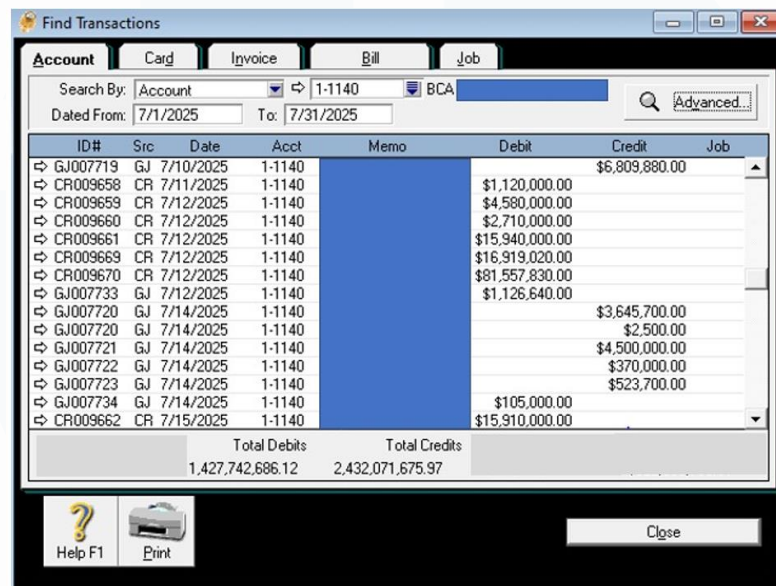 Find Transactions
Account Card Invoice Bill Job
Search By: Account 1-1140 BCA
Advanced...
Dated From: 7/1/2025 To: 7/31/2025
ID# Src Date Acct Memo Debit Credit Job
GJ007719 GJ 7/10/2025 1-1140 $6,809,880.00
CR009658 CR 7/11/2025 1-1140 $1,120,000.00
CR009659 CR 7/12/2025 1-1140 $4,580,000.00
CR009660 CR 7/12/2025 1-1140 $2,710,000.00
CR009661 CR 7/12/2025 1-1140 $15,940,000.00
CR009669 CR 7/12/2025 1-1140 $16,919,020.00
CR009670 CR 7/12/2025 1-1140 $81,557,830.00
GJ007733 GJ 7/12/2025 1-1140 $1,126,640.00
GJ007720 GJ 7/14/2025 1-1140 $3,645,700.00
GJ007720 GJ 7/14/2025 1-1140 $2,500.00
GJ007721 GJ 7/14/2025 1-1140 $4,500,000.00
GJ007722 GJ 7/14/2025 1-1140 $370,000.00
GJ007723 GJ 7/14/2025 1-1140 $523,700.00
GJ007734 GJ 7/14/2025 1-1140 $105,000.00
CR009662 CR 7/15/2025 1-1140 $15,910,000.00
Total Debits Total Credits
1,427,742,686.12 2,432,071,675.97
Help F1 Print Close